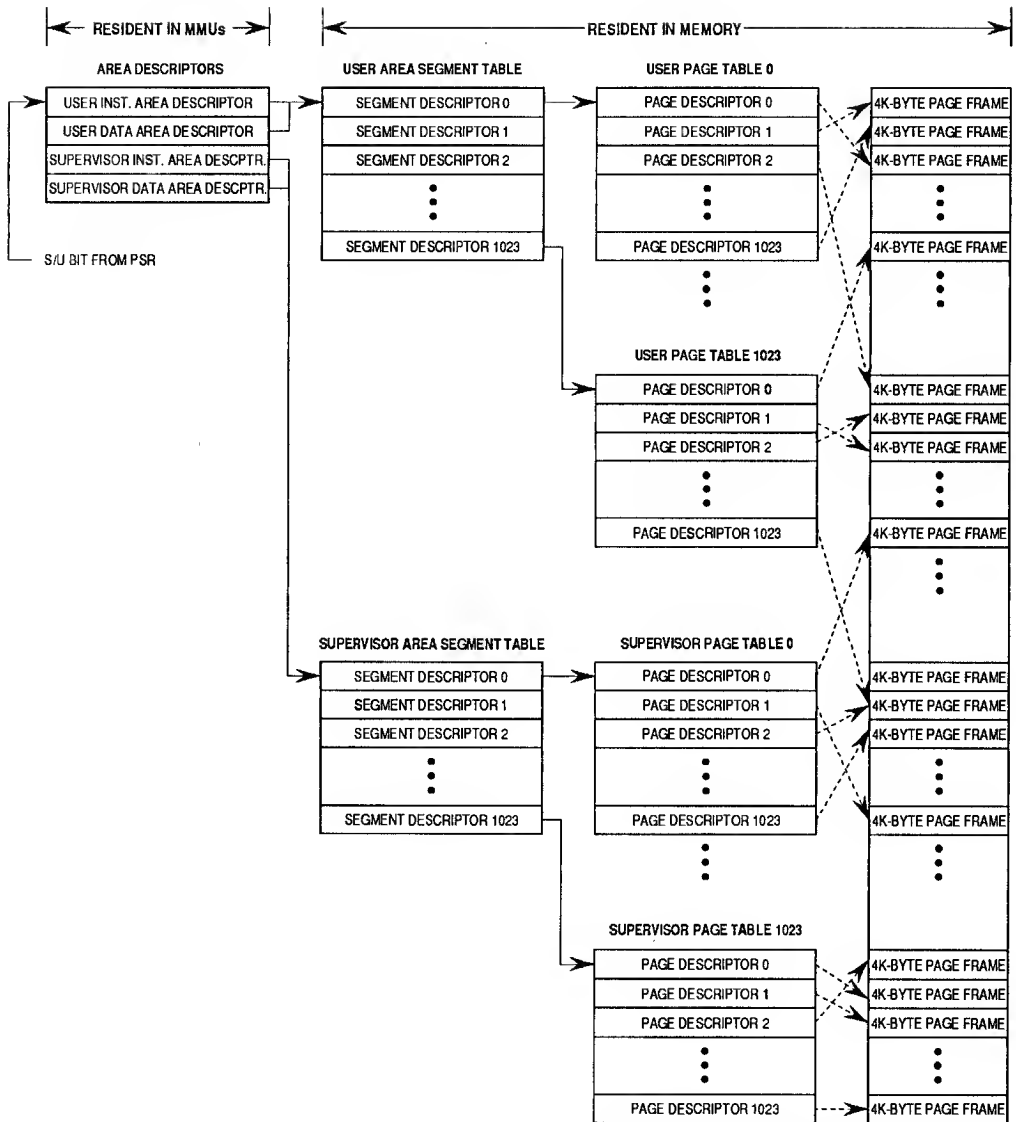 RESIDENT IN MMUs
RESIDENT IN MEMORY
AREA DESCRIPTORS
USER INST. AREA DESCRIPTOR
USER DATA AREA DESCRIPTOR
SUPERVISOR INST. AREA DESCPTR.
SUPERVISOR DATA AREA DESCPTR.
S/U BIT FROM PSR
USER AREA SEGMENT TABLE
SEGMENT DESCRIPTOR 0
SEGMENT DESCRIPTOR 1
SEGMENT DESCRIPTOR 2
SEGMENT DESCRIPTOR 1023
USER PAGE TABLE 0
PAGE DESCRIPTOR 0
PAGE DESCRIPTOR 1
PAGE DESCRIPTOR 2
PAGE DESCRIPTOR 1023
4K-BYTE PAGE FRAME
4K-BYTE PAGE FRAME
4K-BYTE PAGE FRAME
4K-BYTE PAGE FRAME
USER PAGE TABLE 1023
PAGE DESCRIPTOR 0
PAGE DESCRIPTOR 1
PAGE DESCRIPTOR 2
PAGE DESCRIPTOR 1023
4K-BYTE PAGE FRAME
4K-BYTE PAGE FRAME
4K-BYTE PAGE FRAME
4K-BYTE PAGE FRAME
SUPERVISOR AREA SEGMENT TABLE
SEGMENT DESCRIPTOR 0
SEGMENT DESCRIPTOR 1
SEGMENT DESCRIPTOR 2
SEGMENT DESCRIPTOR 1023
SUPERVISOR PAGE TABLE 0
PAGE DESCRIPTOR 0
PAGE DESCRIPTOR 1
PAGE DESCRIPTOR 2
PAGE DESCRIPTOR 1023
4K-BYTE PAGE FRAME
4K-BYTE PAGE FRAME
4K-BYTE PAGE FRAME
4K-BYTE PAGE FRAME
SUPERVISOR PAGE TABLE 1023
PAGE DESCRIPTOR 0
PAGE DESCRIPTOR 1
PAGE DESCRIPTOR 2
PAGE DESCRIPTOR 1023
4K-BYTE PAGE FRAME
4K-BYTE PAGE FRAME
4K-BYTE PAGE FRAME
4K-BYTE PAGE FRAME